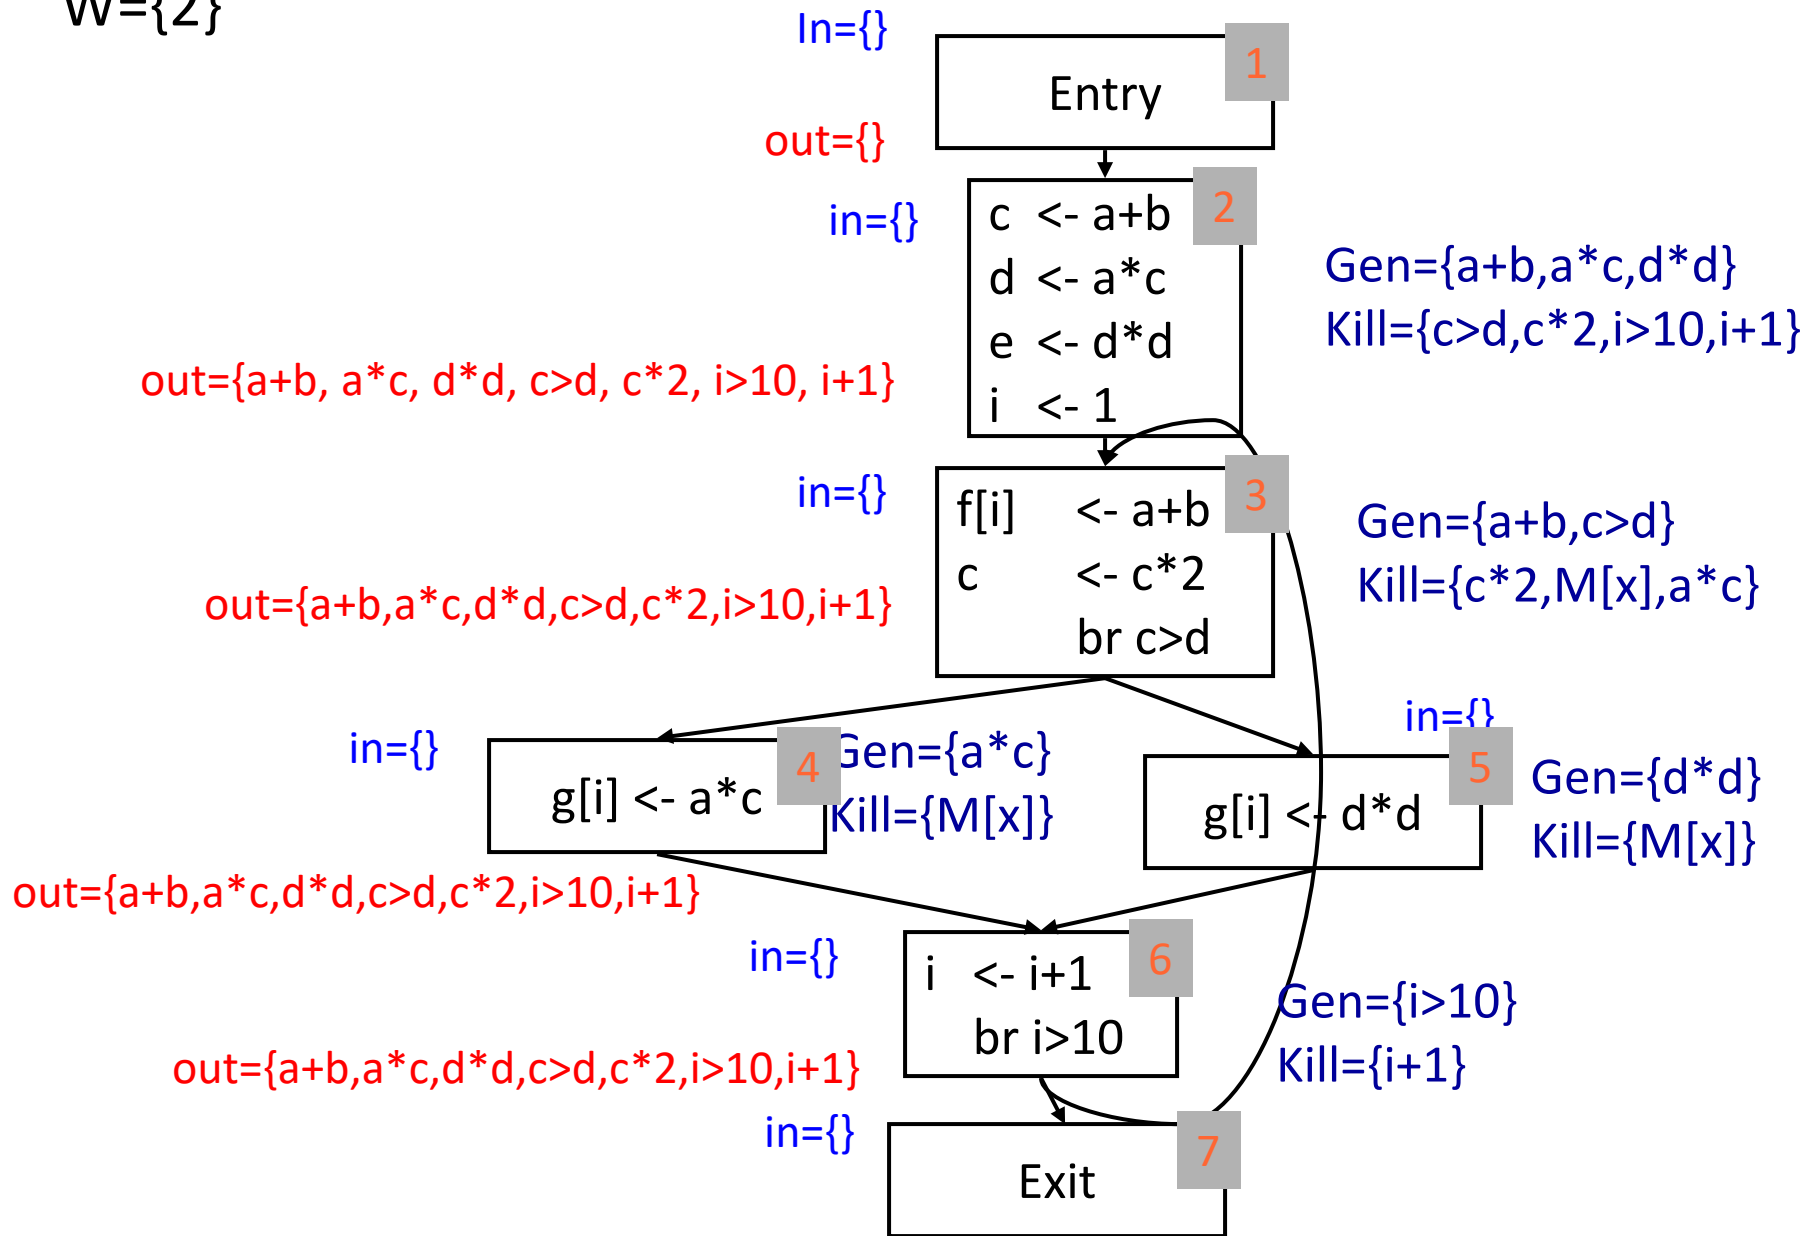 W={2}
In={}
1
Entry
out={}
in={}
2
c <- a+b
d <- a*c
e <- d*d
i <- 1
Gen={a+b,a*c,d*d}
Kill={c>d,c*2,i>10,i+1}
out={a+b, a*c, d*d, c>d, c*2, i>10, i+1}
in={}
3
f[i] <- a+b
c <- c*2
br c>d
Gen={a+b,c>d}
Kill={c*2,M[x],a*c}
out={a+b,a*c,d*d,c>d,c*2,i>10,i+1}
in={}
4
g[i] <- a*c
Gen={a*c}
Kill={M[x]}
in={}
5
g[i] <- d*d
Gen={d*d}
Kill={M[x]}
out={a+b,a*c,d*d,c>d,c*2,i>10,i+1}
in={}
6
i <- i+1
br i>10
Gen={i>10}
Kill={i+1}
out={a+b,a*c,d*d,c>d,c*2,i>10,i+1}
in={}
7
Exit